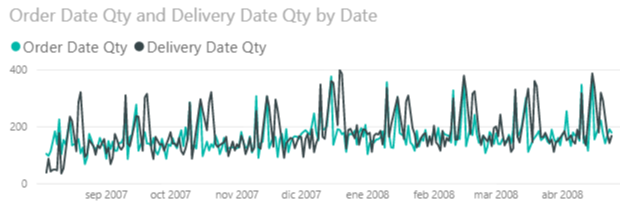 Order Date Qty and Delivery Date Qty by Date
Order Date Qty Delivery Date Qty
400
200
0
sep 2007 oct 2007 nov 2007 dic 2007 ene 2008 feb 2008 mar 2008 abr 2008